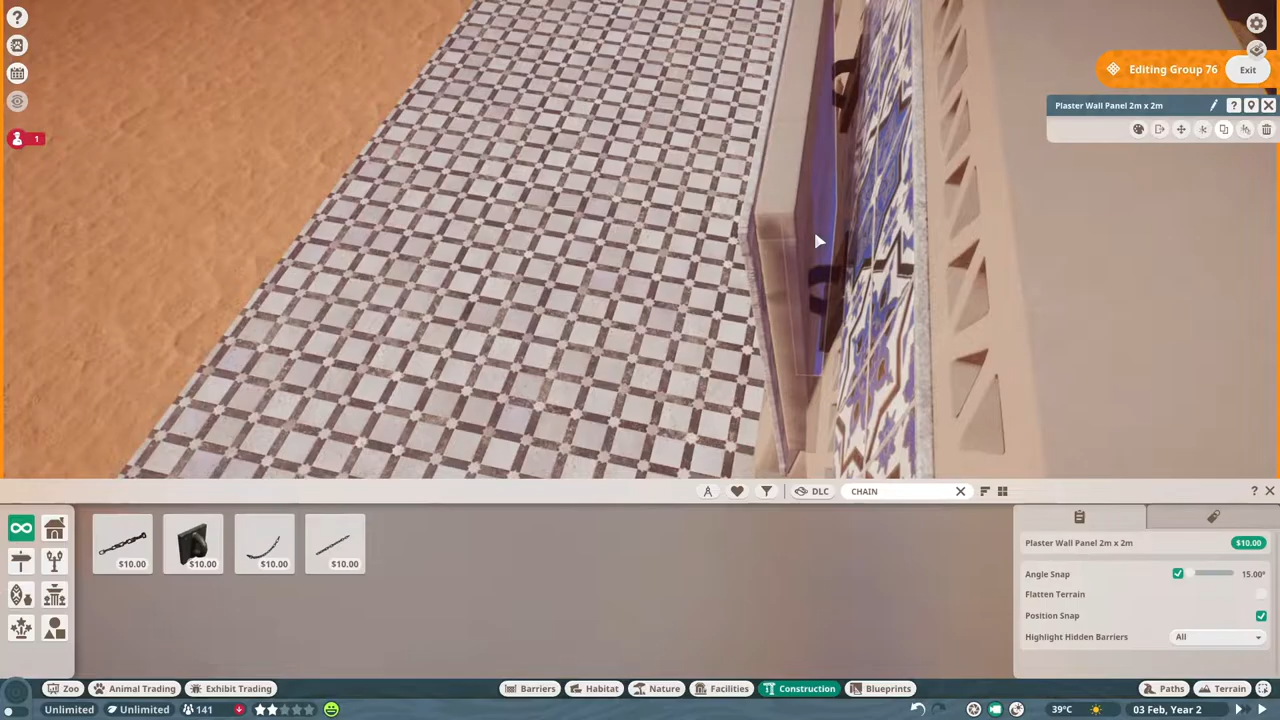 Editing Group 76
Exit
Plaster Wall Panel 2m x 2m
?
?
1
DLC
CHAIN
?
$10.00
$10.00
$10.00
$10.00
Plaster Wall Panel 2m x 2m
$10.00
Angle Snap
15.00°
Flatten Terrain
Position Snap
Highlight Hidden Barriers
All
Zoo
Animal Trading
Exhibit Trading
Barriers
Habitat
Nature
Facilities
Construction
Blueprints
Paths
Terrain
Unlimited
Unlimited
141
39°C
03 Feb, Year 2